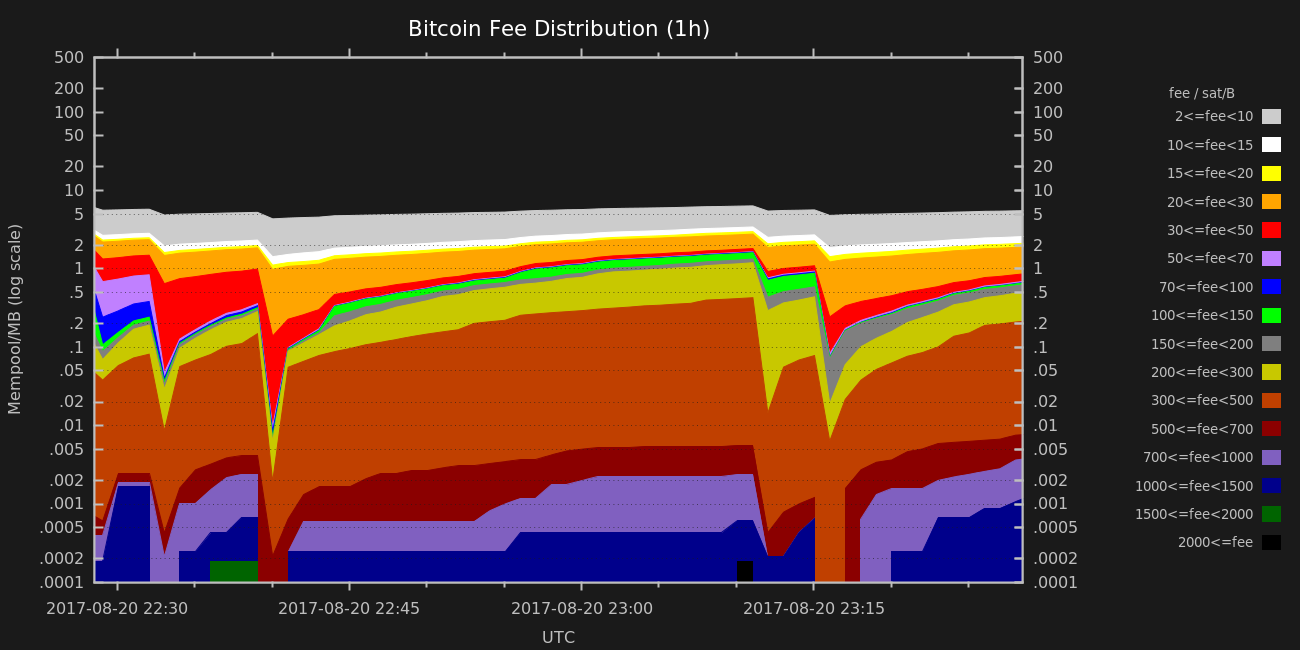 Bitcoin Fee Distribution (1h)
Mempool/MB (log scale)
500
200
100
50
20
10
5
2
1
.5
.2
.1
.05
.02
.01
.005
.002
.001
.0005
.0002
.0001
500
200
100
50
20
10
5
2
1
.5
.2
.1
.05
.02
.01
.005
.002
.001
.0005
.0002
.0001
2017-08-20 22:30
2017-08-20 22:45
2017-08-20 23:00
2017-08-20 23:15
UTC
fee / sat/B
2<=fee<10
10<=fee<15
15<=fee<20
20<=fee<30
30<=fee<50
50<=fee<70
70<=fee<100
100<=fee<150
150<=fee<200
200<=fee<300
300<=fee<500
500<=fee<700
700<=fee<1000
1000<=fee<1500
1500<=fee<2000
2000<=fee